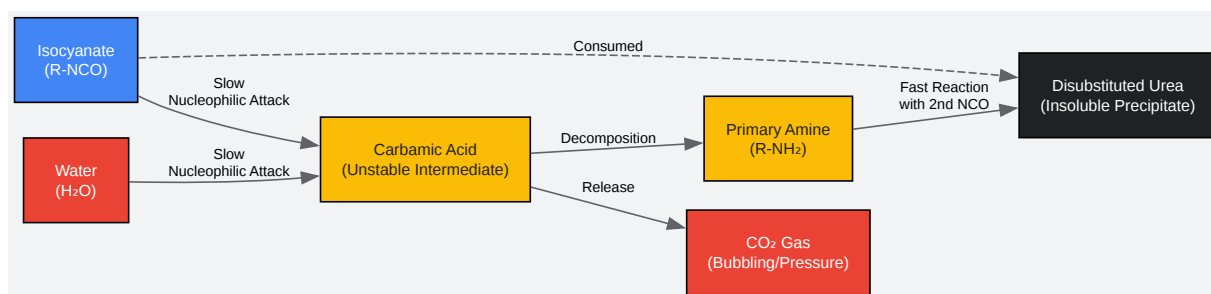 Isocyanate
(R-NCO)
Consumed
Slow
Nucleophilic Attack
Water
(H₂O)
Slow
Nucleophilic Attack
Carbamic Acid
(Unstable Intermediate)
Decomposition
Release
Primary Amine
(R-NH₂)
CO₂ Gas
(Bubbling/Pressure)
Fast Reaction
with 2nd NCO
Disubstituted Urea
(Insoluble Precipitate)